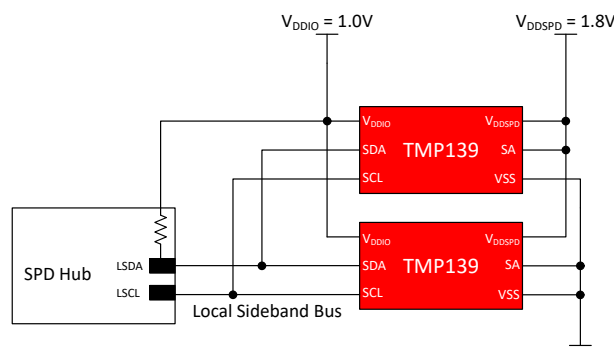 VDDIO = 1.0V
VDDSPD = 1.8V
VDDIO
VDDSPD
SDA
TMP139
SA
SCL
VSS
VDDIO
VDDSPD
SPD Hub
LSDA
SDA
TMP139
SA
LSCL
SCL
VSS
Local Sideband Bus